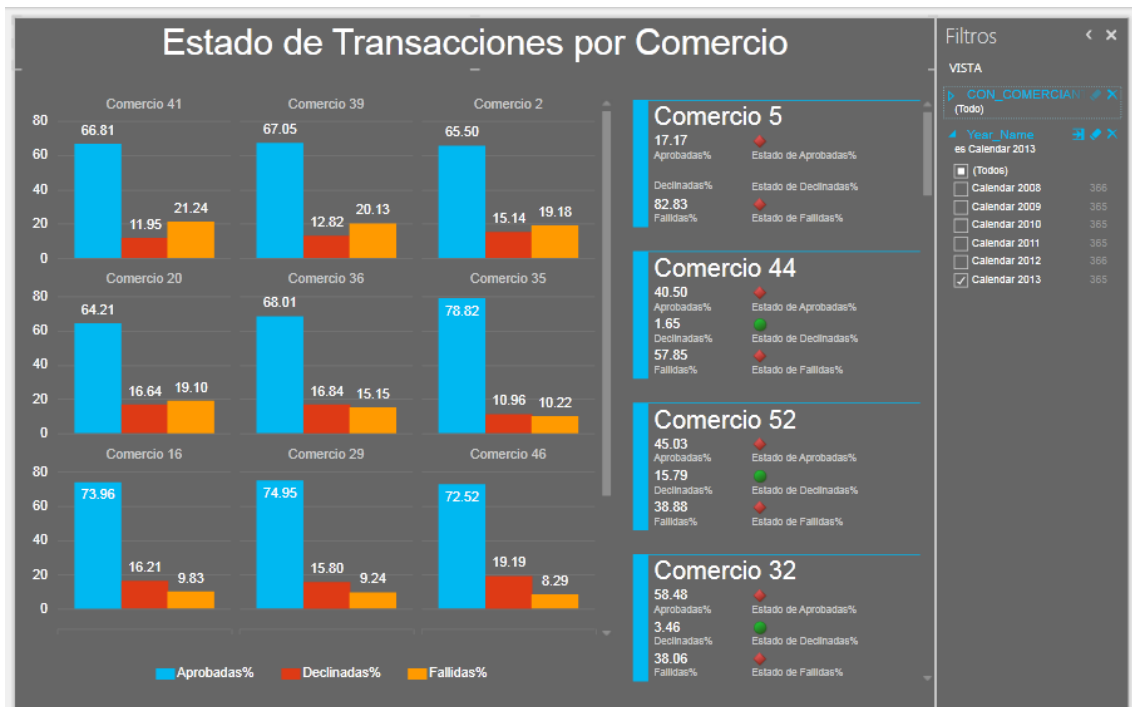 Estado de Transacciones por Comercio
Comercio 41
Comercio 39
Comercio 2
80
60
40
20
0
66.81
11.95
21.24
67.05
12.82
20.13
65.50
15.14
19.18
Comercio 20
Comercio 36
Comercio 35
80
60
40
20
0
64.21
16.64
19.10
68.01
16.84
15.15
78.82
10.96
10.22
Comercio 16
Comercio 29
Comercio 46
80
60
40
20
0
73.96
16.21
9.83
74.95
15.80
9.24
72.52
19.19
8.29
Aprobadas%
Declinadas%
Fallidas%
Comercio 5
17.17
Aprobadas%
Estado de Aprobadas%
Declinadas%
Estado de Declinadas%
82.83
Fallidas%
Estado de Fallidas%
Comercio 44
40.50
Aprobadas%
Estado de Aprobadas%
1.65
Declinadas%
Estado de Declinadas%
57.85
Fallidas%
Estado de Fallidas%
Comercio 52
45.03
Aprobadas%
Estado de Aprobadas%
15.79
Declinadas%
Estado de Declinadas%
38.88
Fallidas%
Estado de Fallidas%
Comercio 32
58.48
Aprobadas%
Estado de Aprobadas%
3.46
Declinadas%
Estado de Declinadas%
38.06
Fallidas%
Estado de Fallidas%
Filtros
VISTA
CON_COMERCIAN
(Todo)
Year_Name
es Calendar 2013
(Todos)
Calendar 2008 366
Calendar 2009 365
Calendar 2010 365
Calendar 2011 365
Calendar 2012 366
Calendar 2013 365